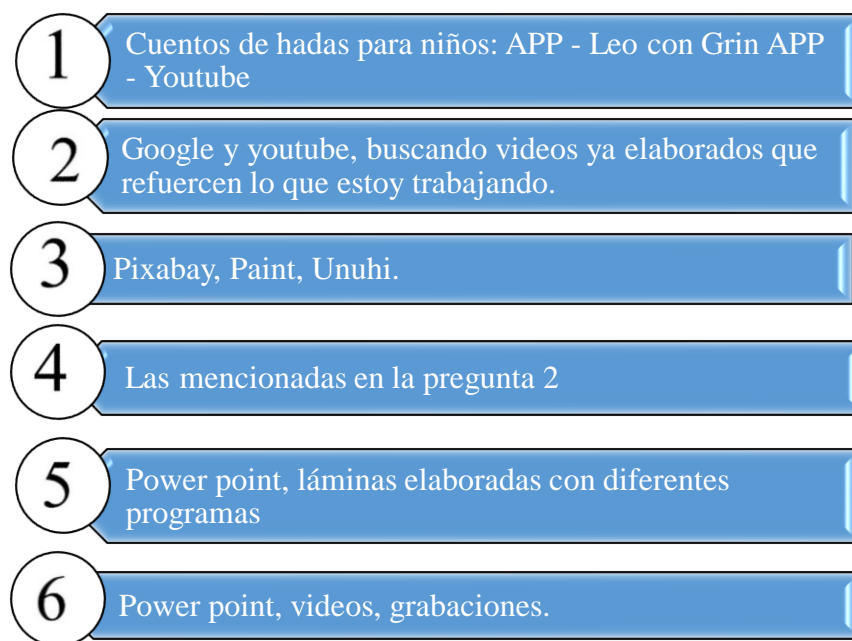 1
Cuentos de hadas para niños: APP - Leo con Grin APP
- Youtube
2
Google y youtube, buscando videos ya elaborados que
refuercen lo que estoy trabajando.
3
Pixabay, Paint, Unuhi.
4
Las mencionadas en la pregunta 2
5
Power point, láminas elaboradas con diferentes
programas
6
Power point, videos, grabaciones.